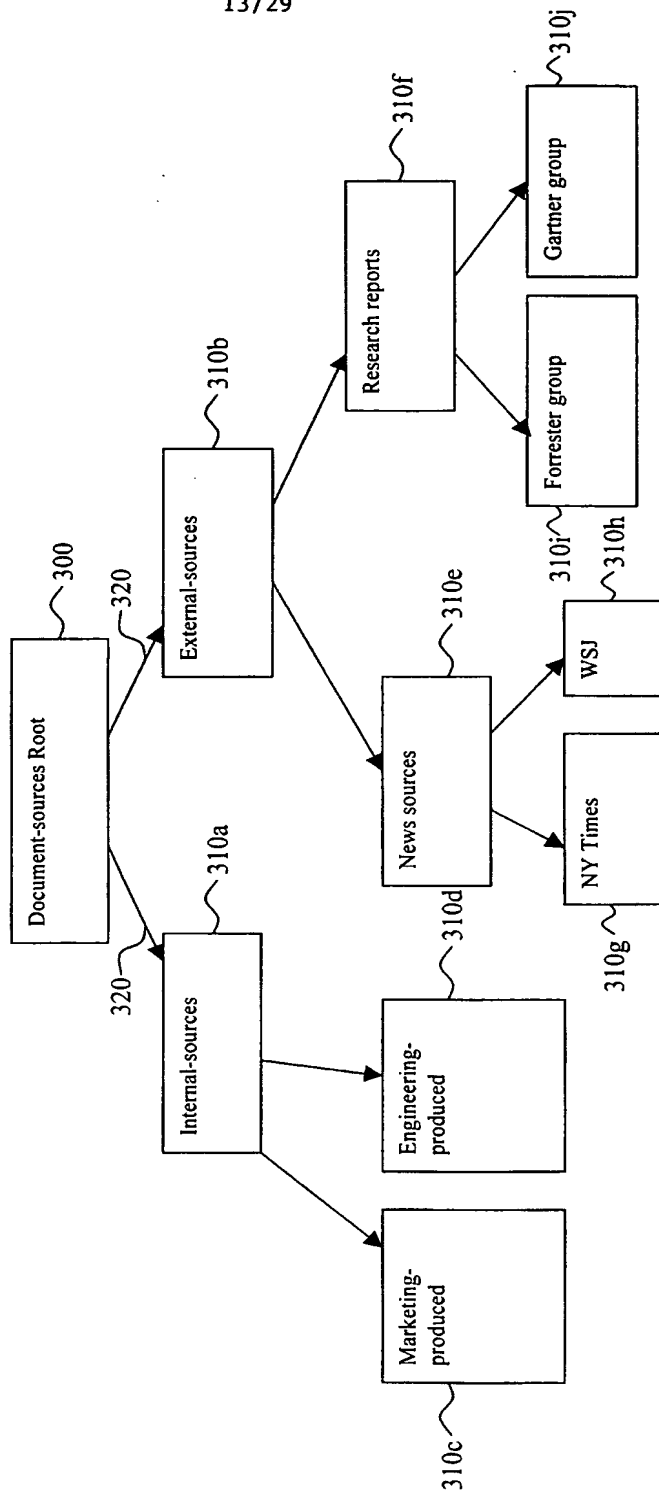 13/29
300
Document-sources Root
320
320
310a
Internal-sources
310b
External-sources
310c
Marketing-
produced
310d
Engineering-
produced
310e
News sources
310f
Research reports
310g
NY Times
310h
WSJ
310i
Forrester group
310j
Gartner group